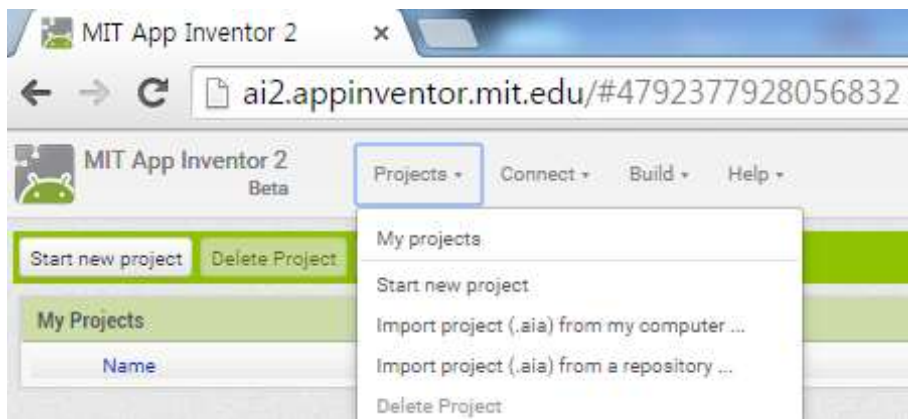 MIT App Inventor 2 ×
ai2.appinventor.mit.edu/#4792377928056832
MIT App Inventor 2
Beta
Projects Connect Build Help
My projects
Start new project Delete Project
Start new project
My Projects
Import project (.aia) from my computer ...
Name
Import project (.aia) from a repository ...
Delete Project